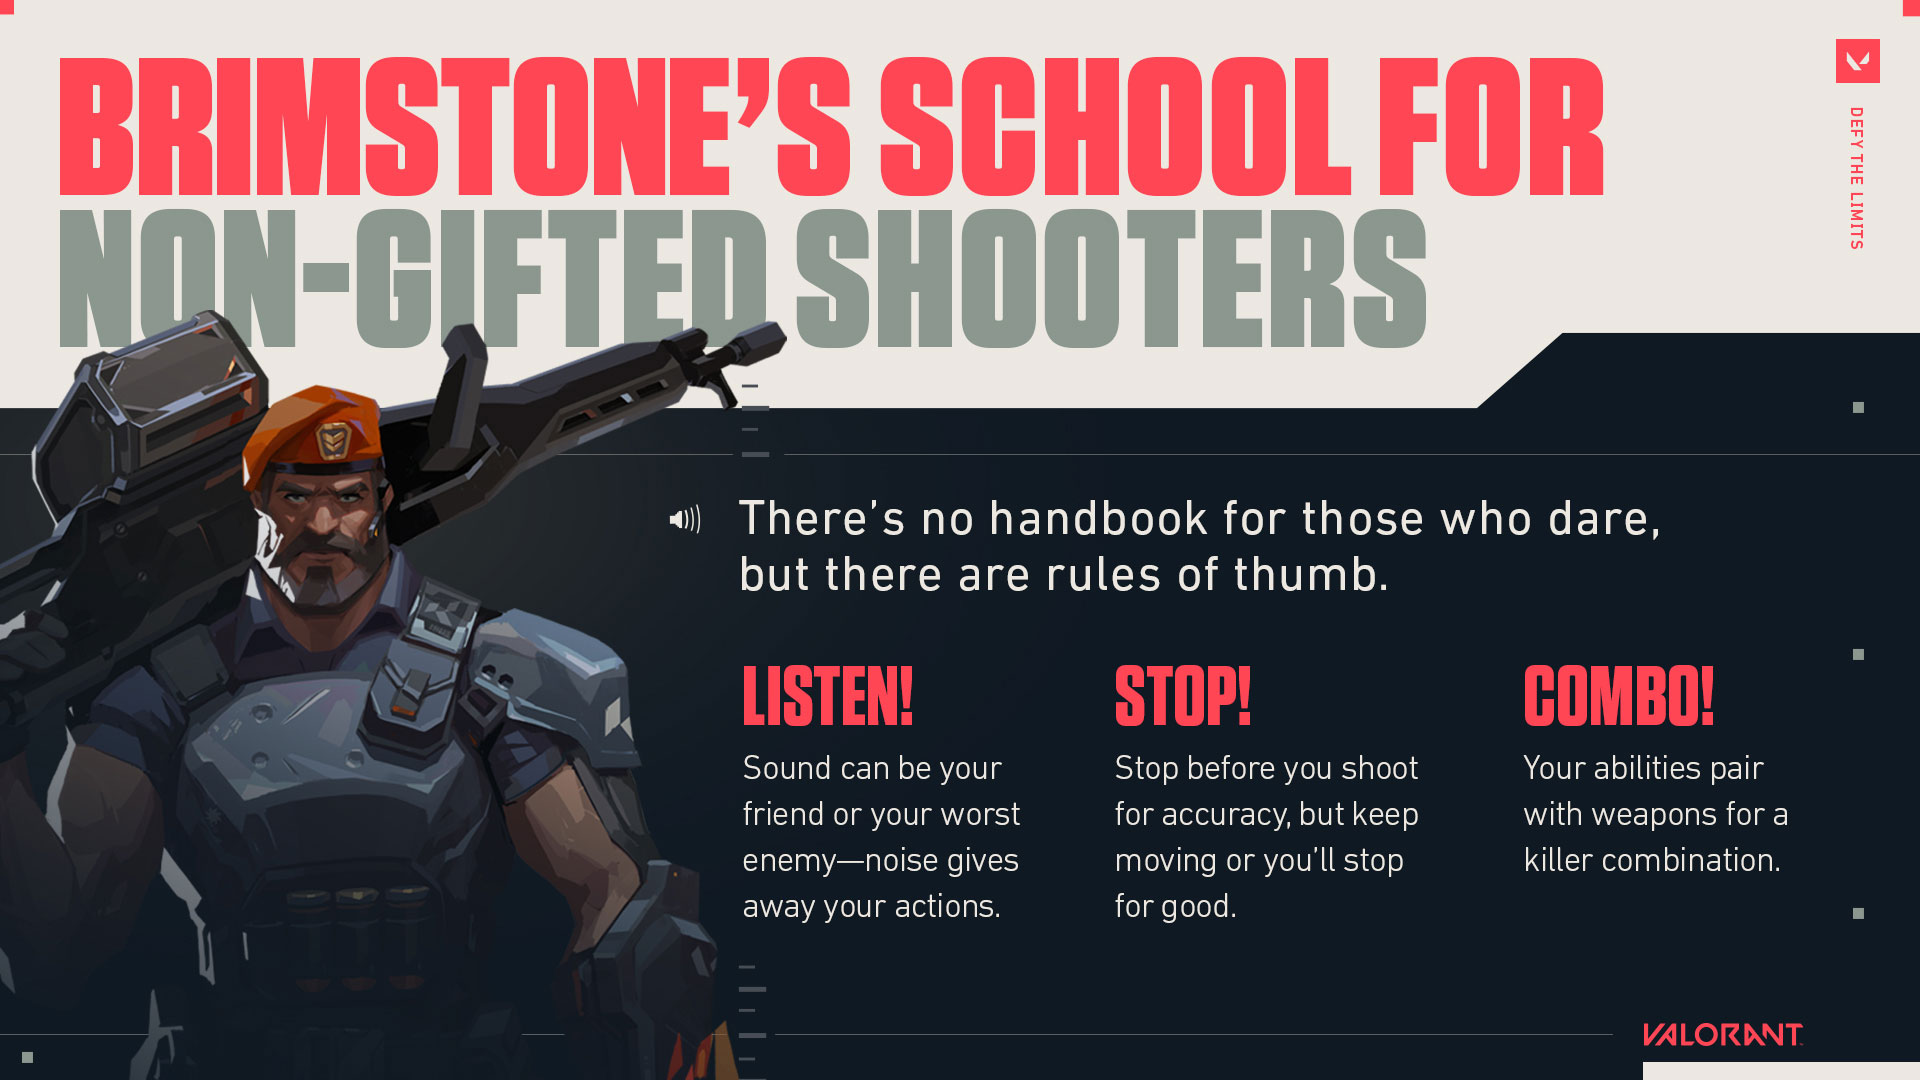 BRIMSTONE’S SCHOOL FOR
NON-GIFTED SHOOTERS
DEFY THE LIMITS
There’s no handbook for those who dare,
but there are rules of thumb.
LISTEN!
Sound can be your
friend or your worst
enemy—noise gives
away your actions.
STOP!
Stop before you shoot
for accuracy, but keep
moving or you’ll stop
for good.
COMBO!
Your abilities pair
with weapons for a
killer combination.
VALORANT